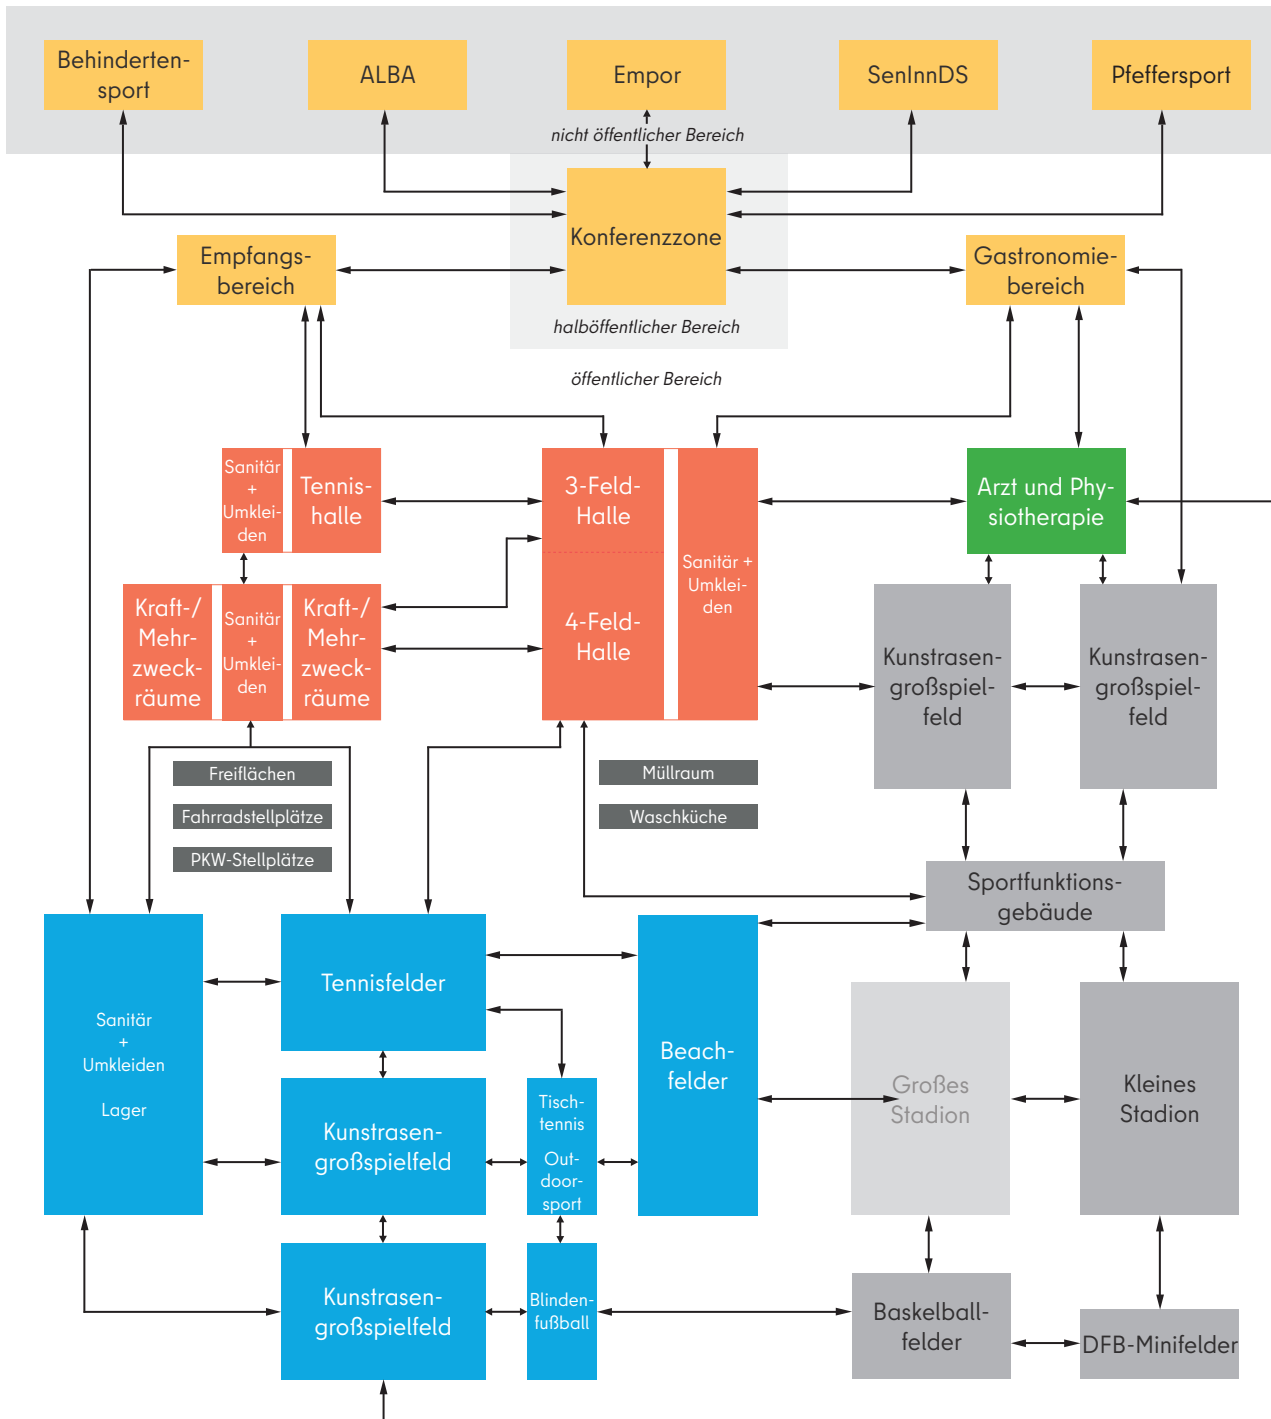 Behinderten-
sport
ALBA
Empor
SenInnDS
Pfeffersport
nicht öffentlicher Bereich
Konferenzzone
Empfangs-
bereich
Gastronomie-
bereich
halböffentlicher Bereich
öffentlicher Bereich
Sanitär
+
Umklei-
den
Tennis-
halle
3-Feld-
Halle
Arzt und Phy-
siotherapie
Sanitär +
Umklei-
den
Kraft-/
Mehr-
zweck-
räume
Sanitär
+
Umklei-
den
Kraft-/
Mehr-
zweck-
räume
4-Feld-
Halle
Kunstrasen-
großspiel-
feld
Kunstrasen-
großspiel-
feld
Freiflächen
Fahrradstellplätze
PKW-Stellplätze
Müllraum
Waschküche
Sportfunktions-
gebäude
Sanitär
+
Umkleiden
Lager
Tennisfelder
Beach-
felder
Großes
Stadion
Kleines
Stadion
Kunstrasen-
großspielfeld
Tisch-
tennis
Out-
door-
sport
Kunstrasen-
großspielfeld
Blinden-
fußball
Baskelball-
felder
DFB-Minifelder